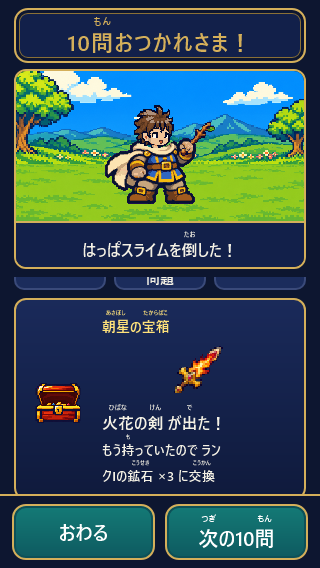 10問おつかれさま！
はっぱスライムを倒した！
問題
朝星の宝箱
火花の剣 が出た！
もう持っていたので ラン
クIの鉱石 ×3 に交換
おわる
次の10問